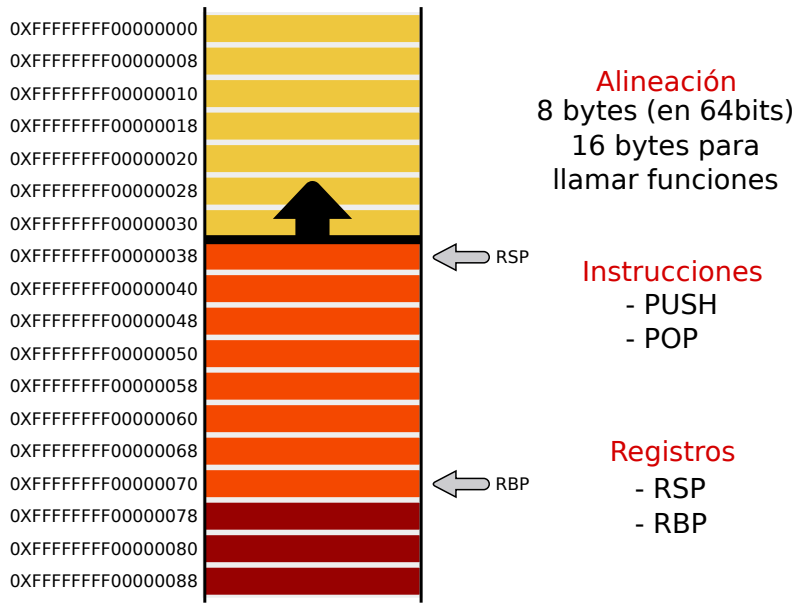 0XFFFFFFFF00000000
0XFFFFFFFF00000008
0XFFFFFFFF00000010
0XFFFFFFFF00000018
0XFFFFFFFF00000020
0XFFFFFFFF00000028
0XFFFFFFFF00000030
0XFFFFFFFF00000038
0XFFFFFFFF00000040
0XFFFFFFFF00000048
0XFFFFFFFF00000050
0XFFFFFFFF00000058
0XFFFFFFFF00000060
0XFFFFFFFF00000068
0XFFFFFFFF00000070
0XFFFFFFFF00000078
0XFFFFFFFF00000080
0XFFFFFFFF00000088
RSP
RBP
Alineación
8 bytes (en 64bits)
16 bytes para
llamar funciones
Instrucciones
- PUSH
- POP
Registros
- RSP
- RBP